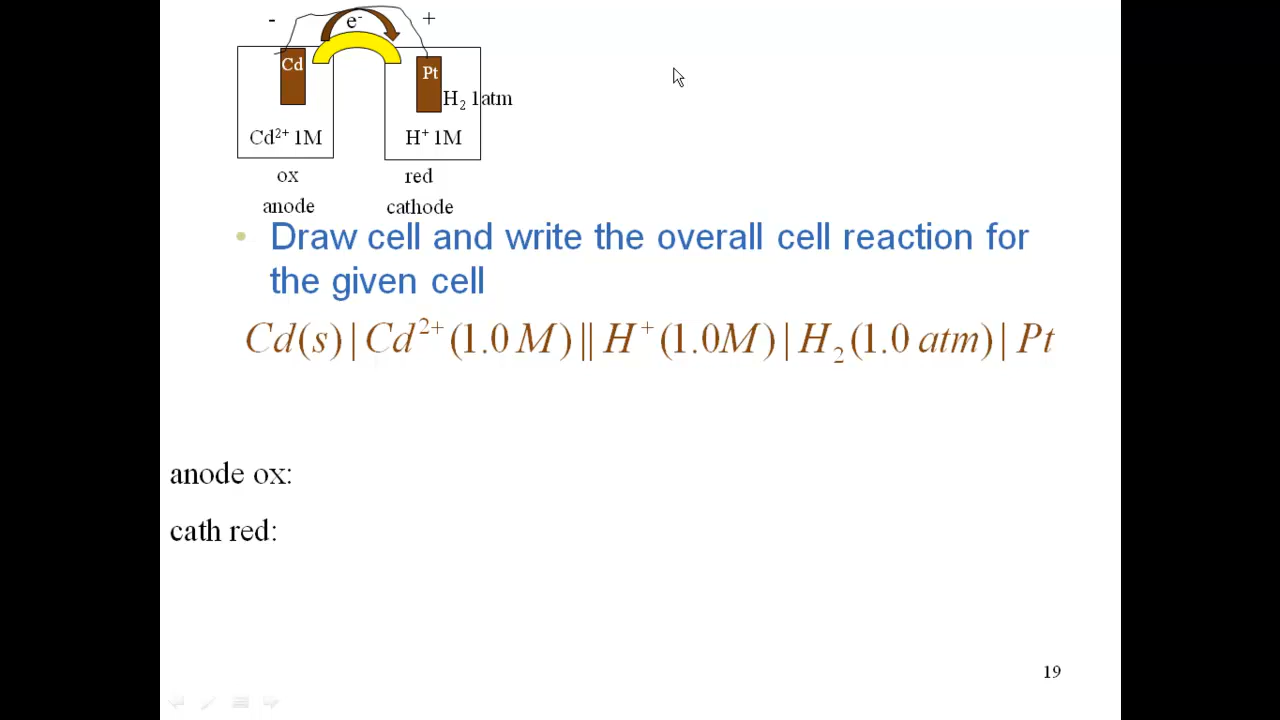 - e⁻ +
Cd Pt
H₂ 1atm
Cd²⁺ 1M H⁺ 1M
ox red
anode cathode
• Draw cell and write the overall cell reaction for
the given cell
Cd(s) | Cd²⁺ (1.0 M) || H⁺ (1.0M) | H₂ (1.0 atm) | Pt
anode ox:
cath red:
19